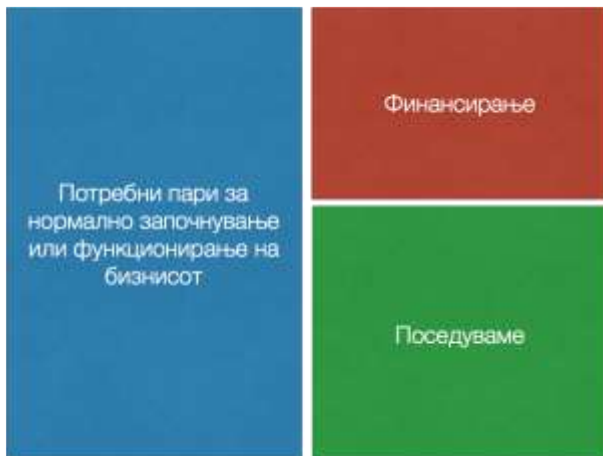 Потребни пари за
нормално започнување
или функционирање на
бизнисот
Финансирање
Поседуваме